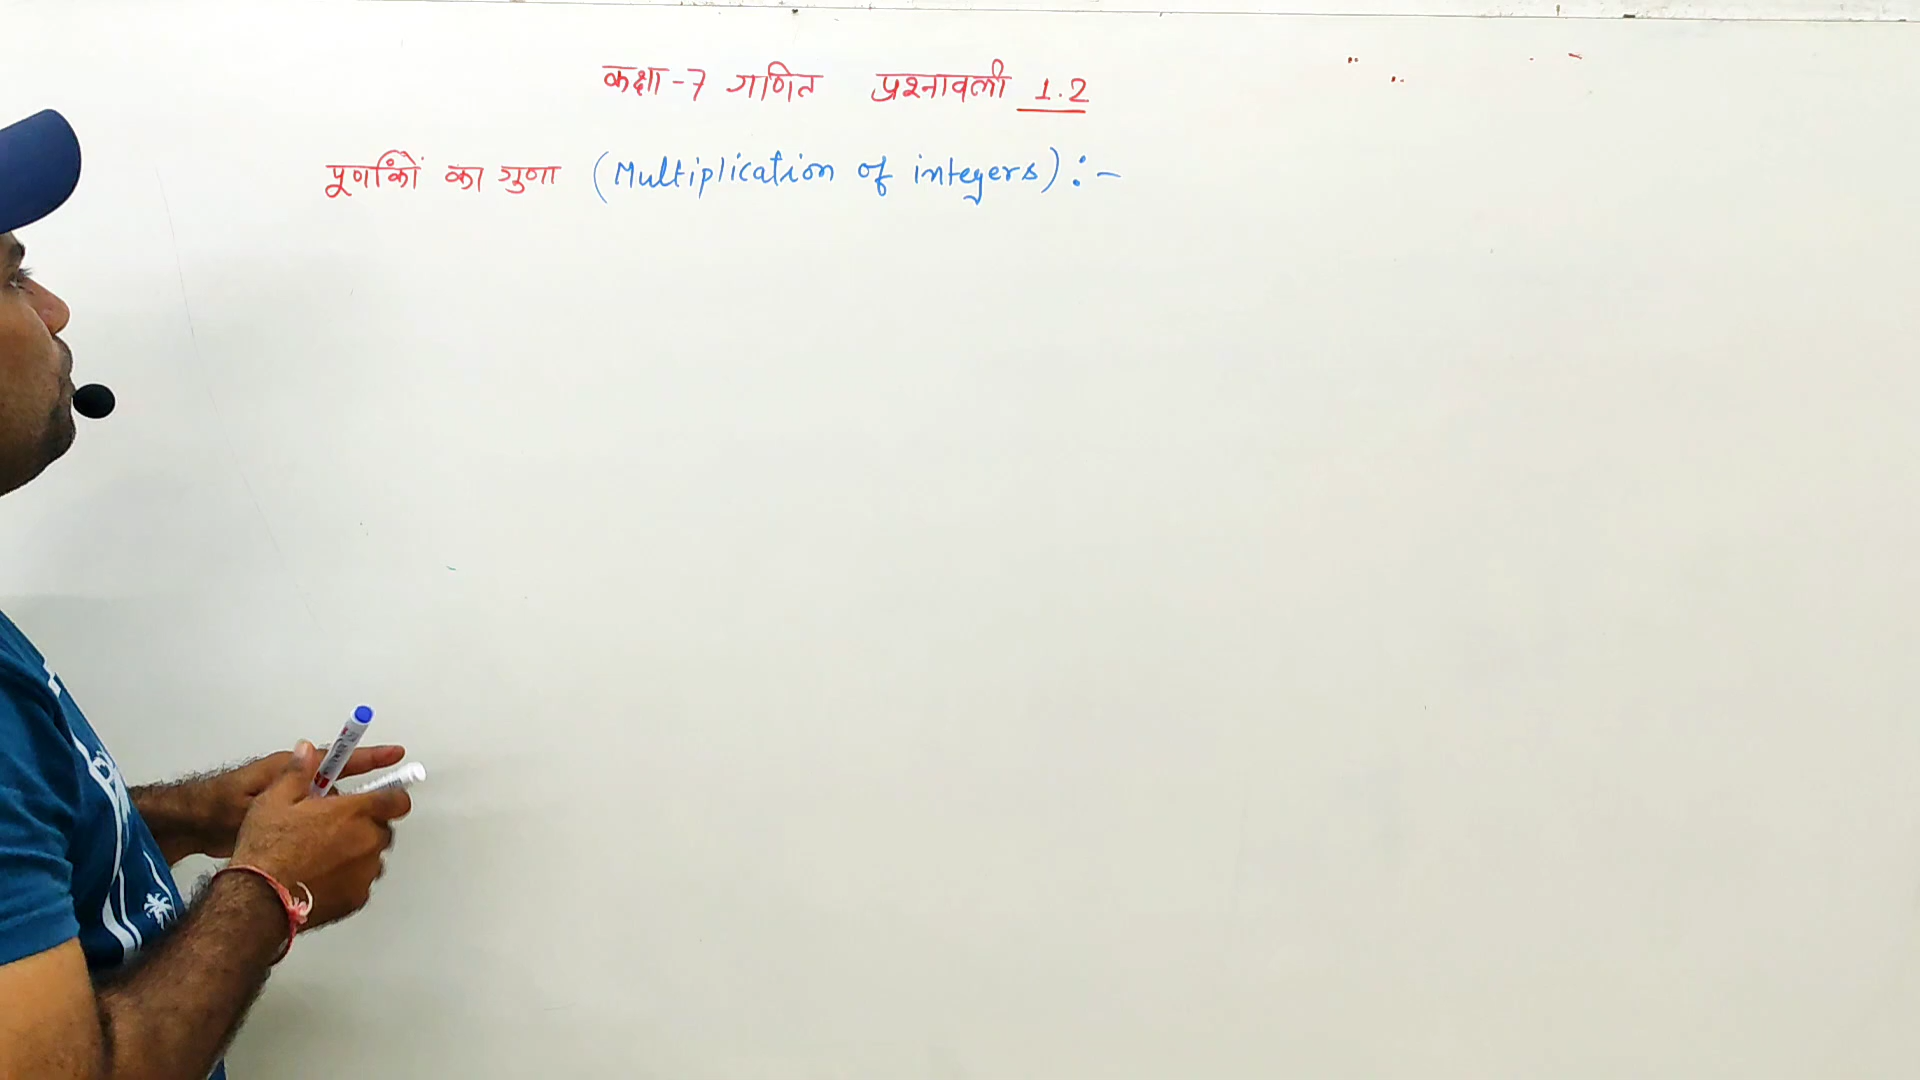 कक्षा-7 गणित प्रश्नावली 1.2
पूर्णांकों का गुणा (Multiplication of integers):-